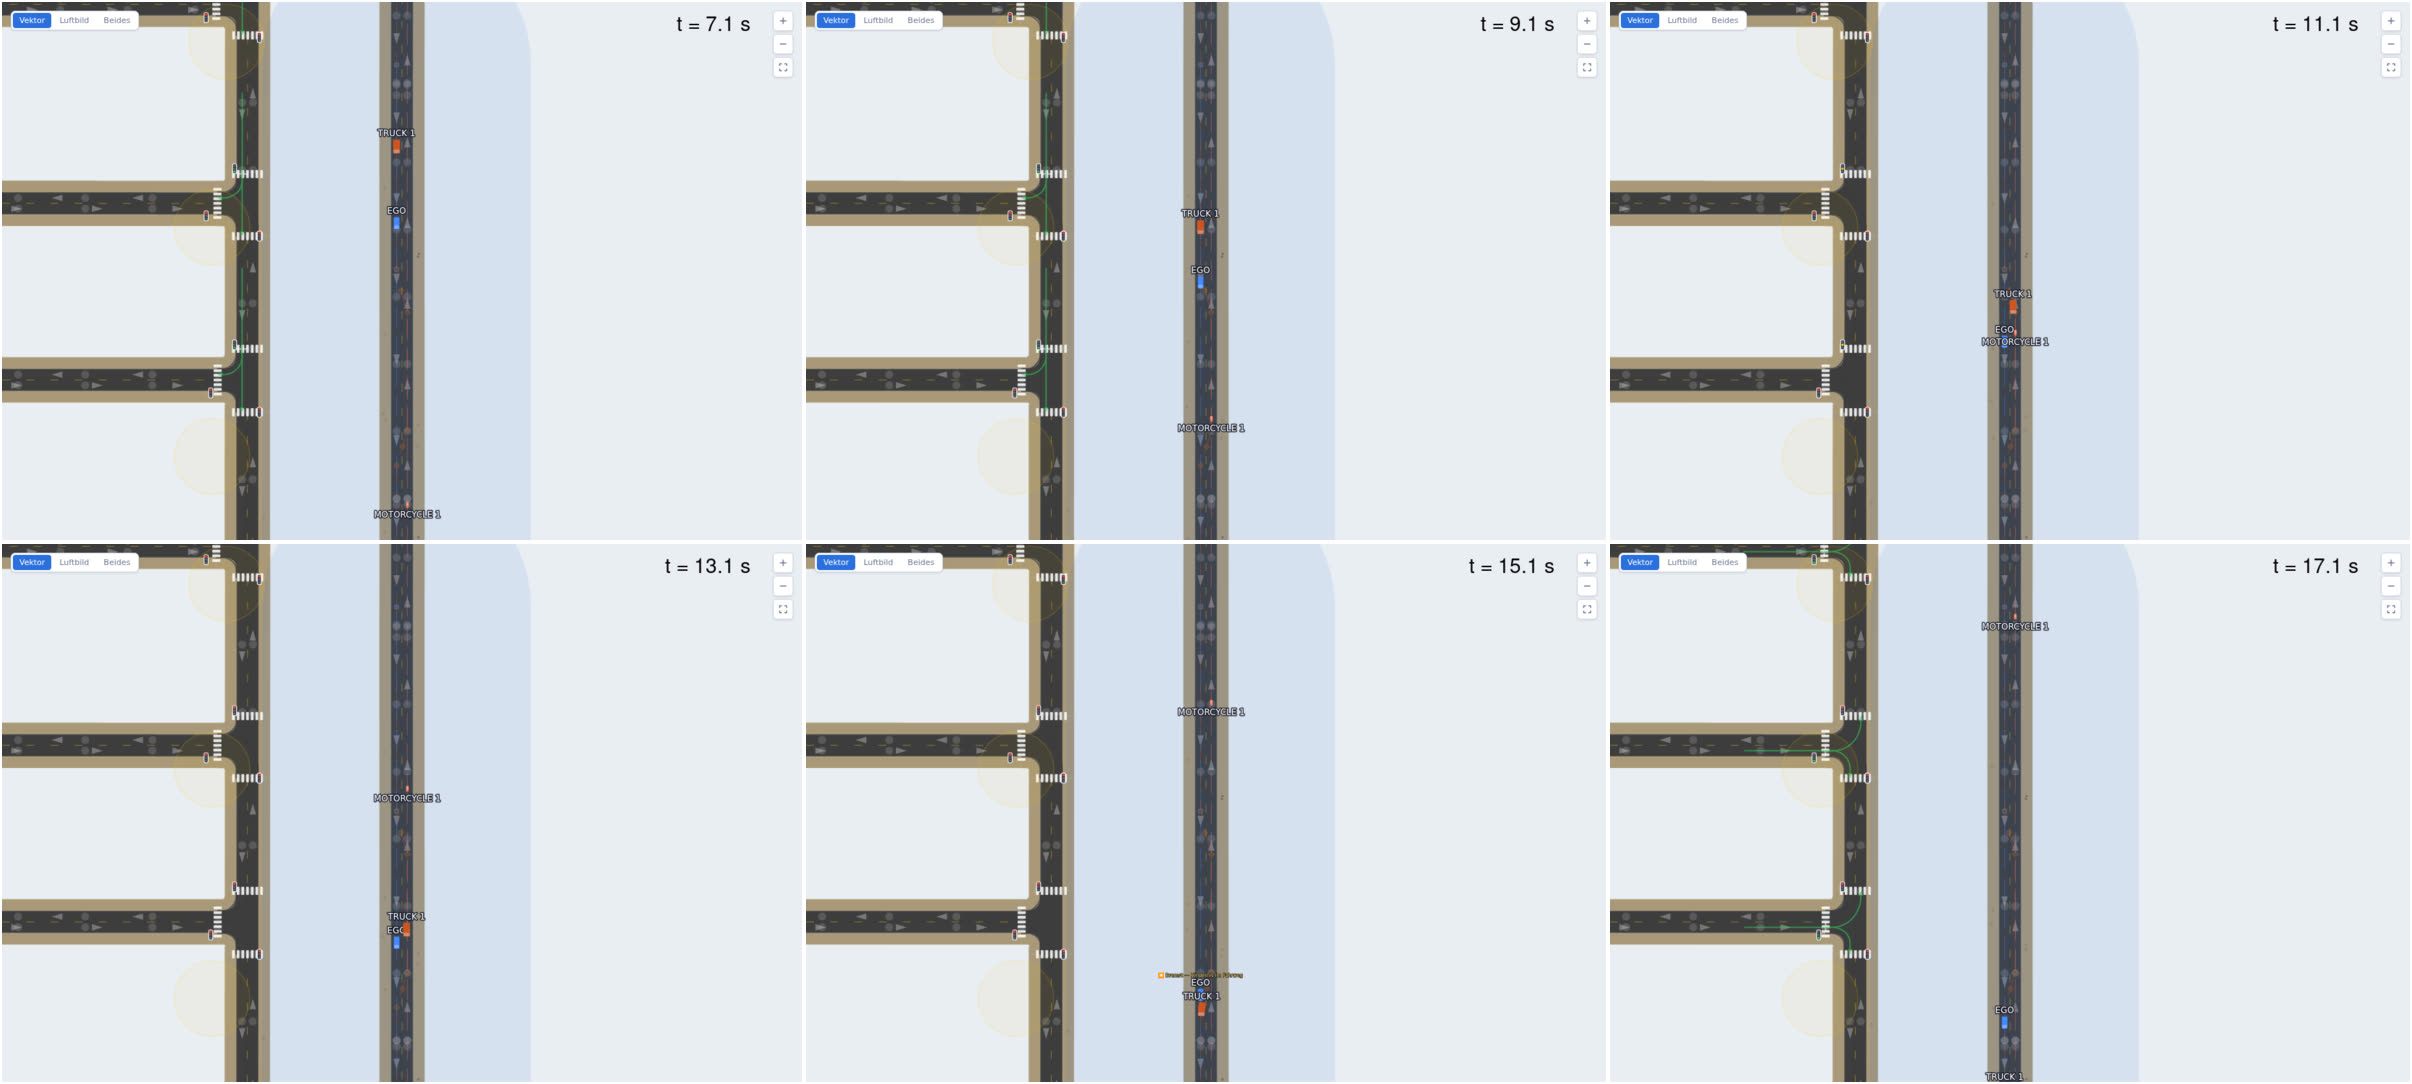 Vektor Luftbild Beides
t = 7.1 s
+
−
TRUCK 1
EGO
MOTORCYCLE 1
Vektor Luftbild Beides
t = 9.1 s
+
−
TRUCK 1
EGO
MOTORCYCLE 1
Vektor Luftbild Beides
t = 11.1 s
+
−
TRUCK 1
EGO
MOTORCYCLE 1
Vektor Luftbild Beides
t = 13.1 s
+
−
MOTORCYCLE 1
TRUCK 1
EGO
Vektor Luftbild Beides
t = 15.1 s
+
−
MOTORCYCLE 1
EGO
TRUCK 1
Vektor Luftbild Beides
t = 17.1 s
+
−
MOTORCYCLE 1
EGO
TRUCK 1